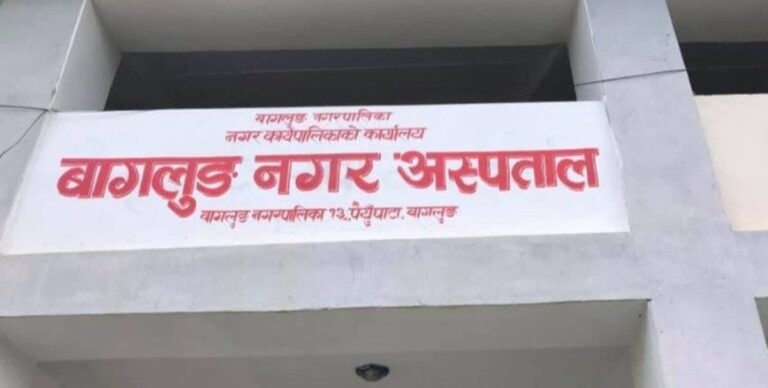 बागलुङ नगरपालिका
नगर कार्यपालिकाको कार्यालय
बागलुङ नगर अस्पताल
बागलुङ नगरपालिका १३, पैयुँपाटा, बागलुङ